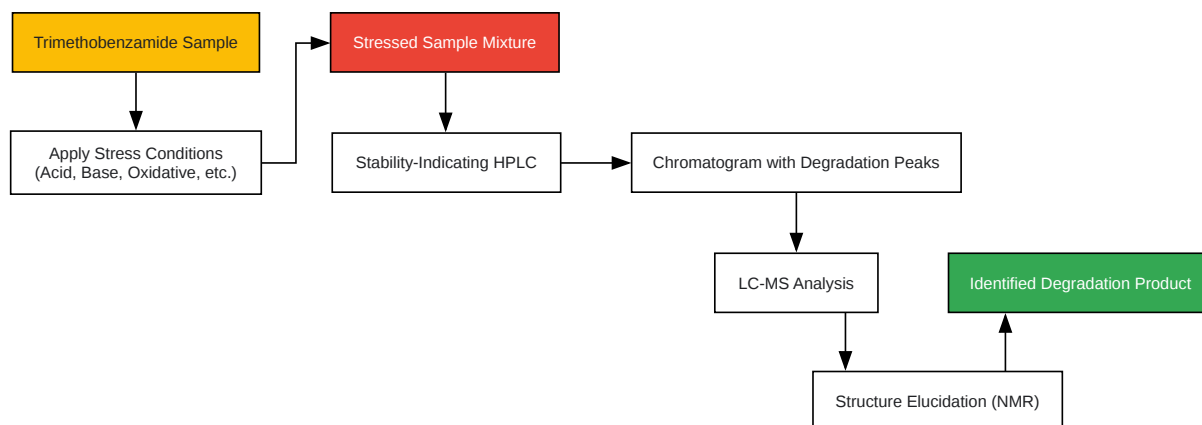 Trimethobenzamide Sample
Stressed Sample Mixture
Apply Stress Conditions
(Acid, Base, Oxidative, etc.)
Stability-Indicating HPLC
Chromatogram with Degradation Peaks
LC-MS Analysis
Identified Degradation Product
Structure Elucidation (NMR)